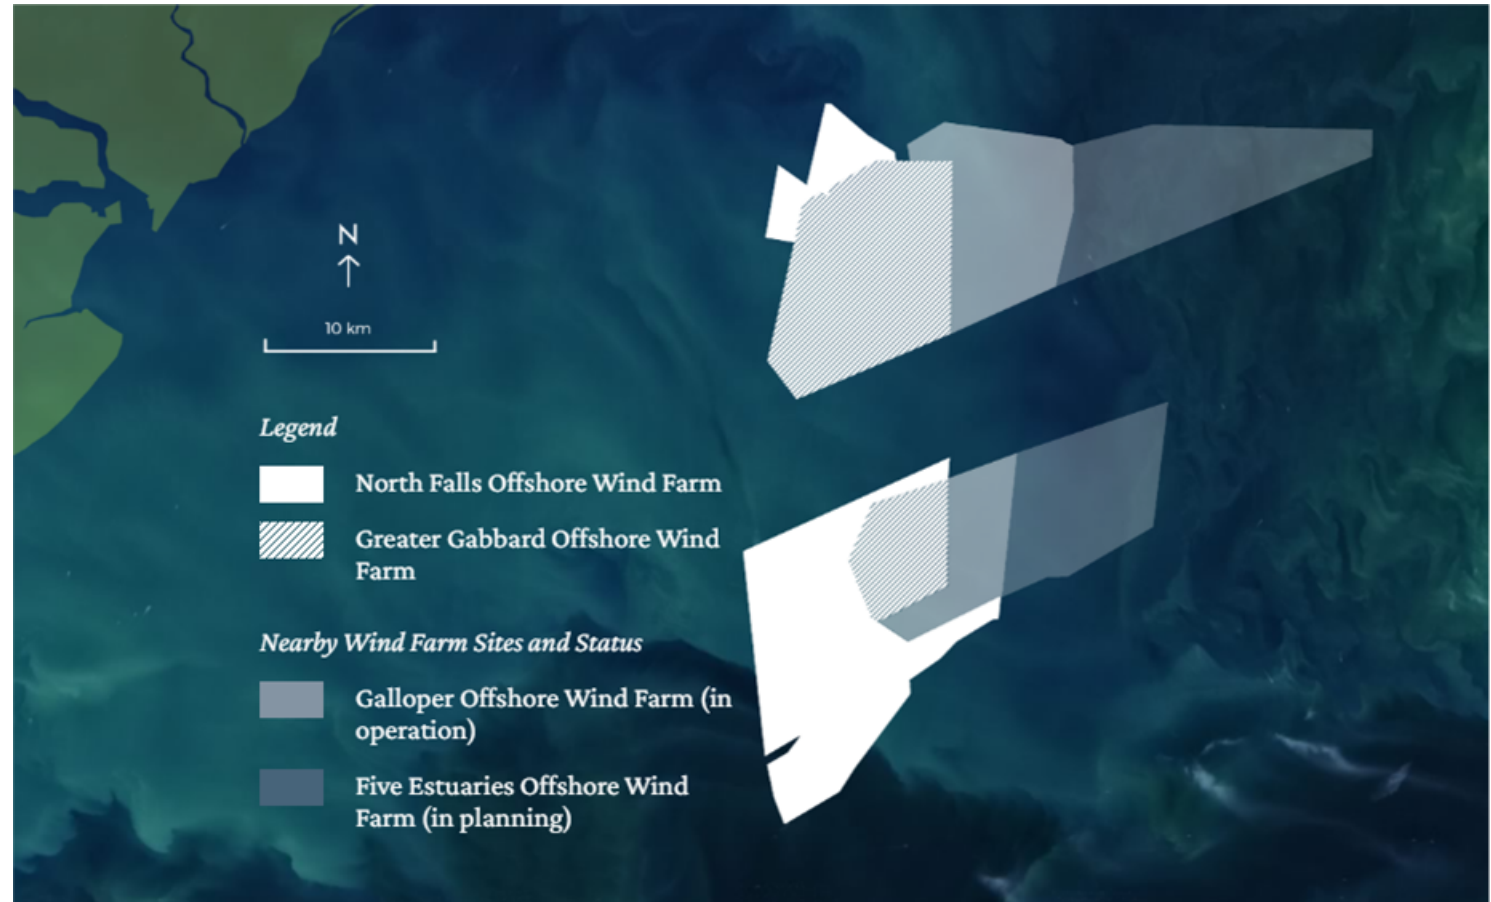 N
10 km
Legend
North Falls Offshore Wind Farm
Greater Gabbard Offshore Wind
Farm
Nearby Wind Farm Sites and Status
Galloper Offshore Wind Farm (in
operation)
Five Estuaries Offshore Wind
Farm (in planning)